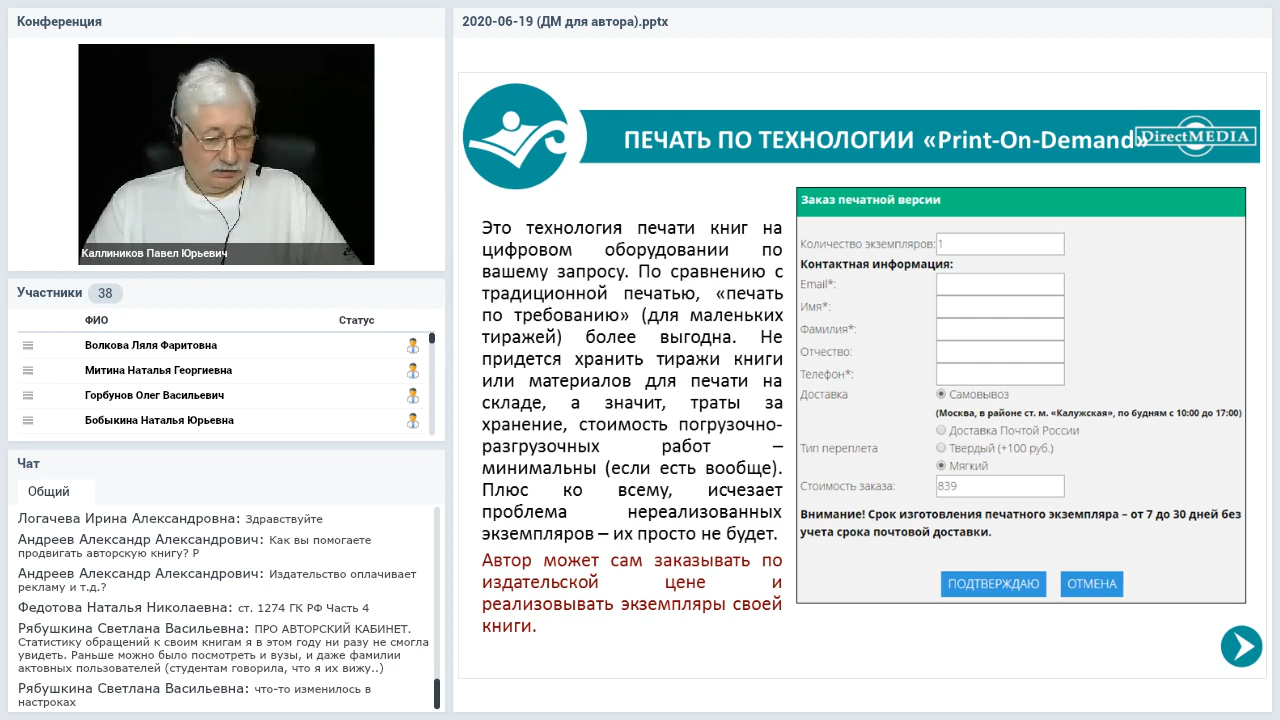 Конференция
Каллиников Павел Юрьевич
Участники 38
ФИО Статус
Волкова Ляля Фаритовна
Митина Наталья Георгиевна
Горбунов Олег Васильевич
Бобыкина Наталья Юрьевна
Чат
Общий
Логачева Ирина Александровна: Здравствуйте
Андреев Александр Александрович: Как вы помогаете
продвигать авторскую книгу? Р
Андреев Александр Александрович: Издательство оплачивает
рекламу и т.д.?
Федотова Наталья Николаевна: ст. 1274 ГК РФ Часть 4
Рябушкина Светлана Васильевна: ПРО АВТОРСКИЙ КАБИНЕТ.
Статистику обращений к своим книгам я в этом году ни разу не смогла
увидеть. Раньше можно было посмотреть и вузы, и даже фамилии
актовных пользователей (студентам говорила, что я их вижу..)
Рябушкина Светлана Васильевна: что-то изменилось в
настроках
2020-06-19 (ДМ для автора).pptx
ПЕЧАТЬ ПО ТЕХНОЛОГИИ «Print-On-Demand»
DirectMEDIA
Это технология печати книг на
цифровом оборудовании по
вашему запросу. По сравнению с
традиционной печатью, «печать
по требованию» (для маленьких
тиражей) более выгодна. Не
придется хранить тиражи книги
или материалов для печати на
складе, а значит, траты за
хранение, стоимость погрузочно-
разгрузочных работ –
минимальны (если есть вообще).
Плюс ко всему, исчезает
проблема нереализованных
экземпляров – их просто не будет.
Автор может сам заказывать по
издательской цене и
реализовывать экземпляры своей
книги.
Заказ печатной версии
Количество экземпляров: 1
Контактная информация:
Email*:
Имя*:
Фамилия*:
Отчество:
Телефон*:
Доставка Самовывоз
(Москва, в районе ст. м. «Калужская», по будням с 10:00 до 17:00)
Доставка Почтой России
Тип переплета Твердый (+100 руб.)
Мягкий
Стоимость заказа: 839
Внимание! Срок изготовления печатного экземпляра – от 7 до 30 дней без
учета срока почтовой доставки.
ПОДТВЕРЖДАЮ ОТМЕНА